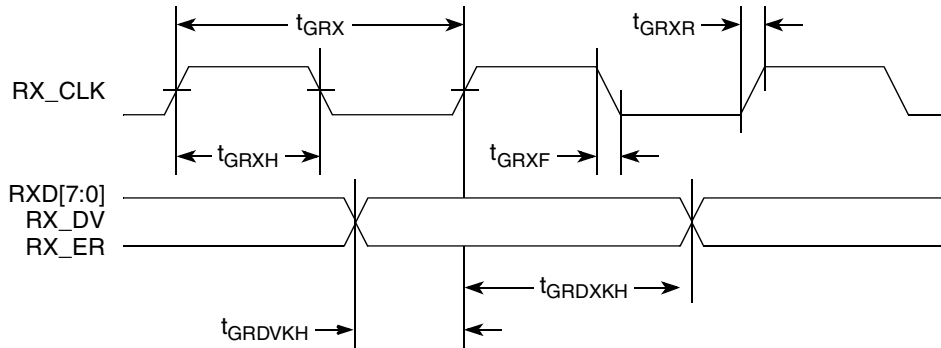 tGRX
tGRXR
RX_CLK
tGRXH
tGRXF
RXD[7:0]
RX_DV
RX_ER
tGRDXKH
tGRDVKH